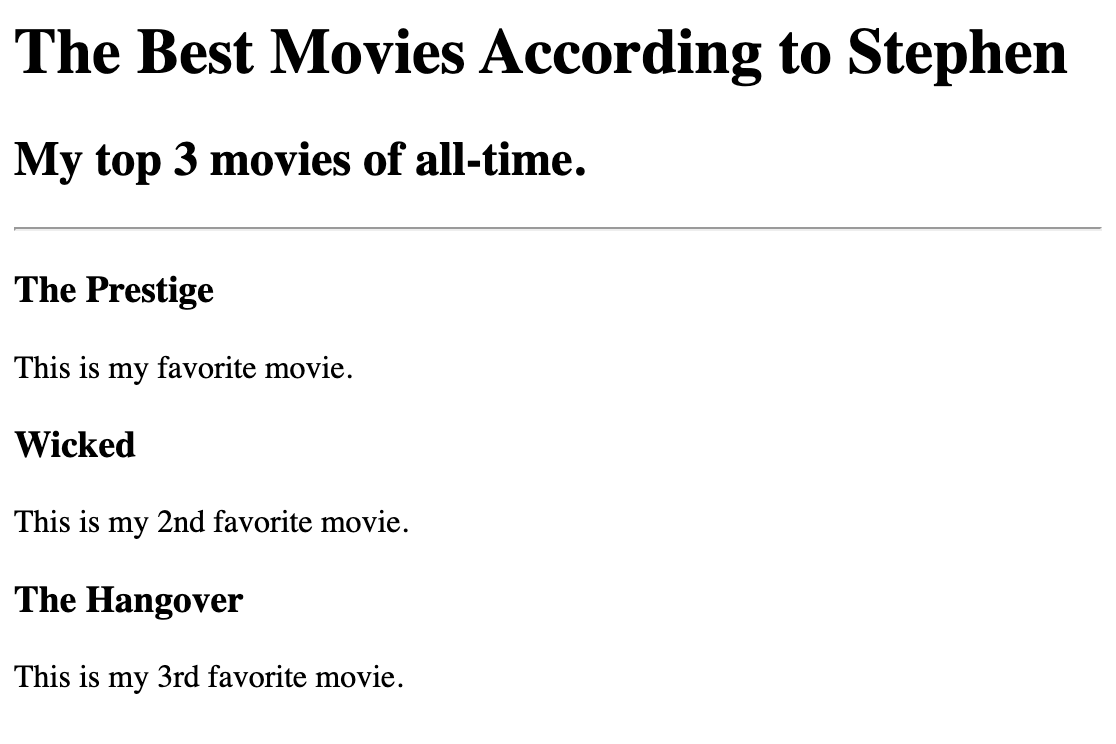 The Best Movies According to Stephen
My top 3 movies of all-time.
The Prestige
This is my favorite movie.
Wicked
This is my 2nd favorite movie.
The Hangover
This is my 3rd favorite movie.